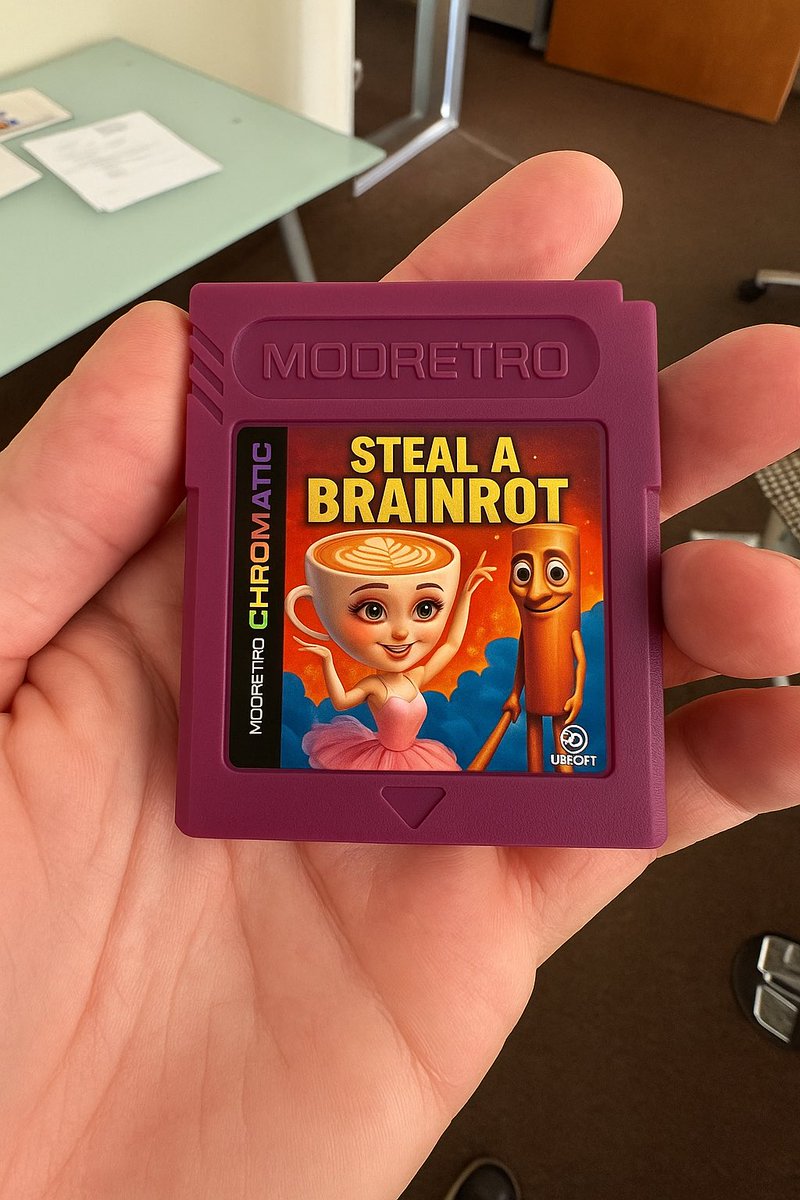 MODRETRO
MODRETRO CHROMATIC
STEAL A
BRAINROT
UBEOFT